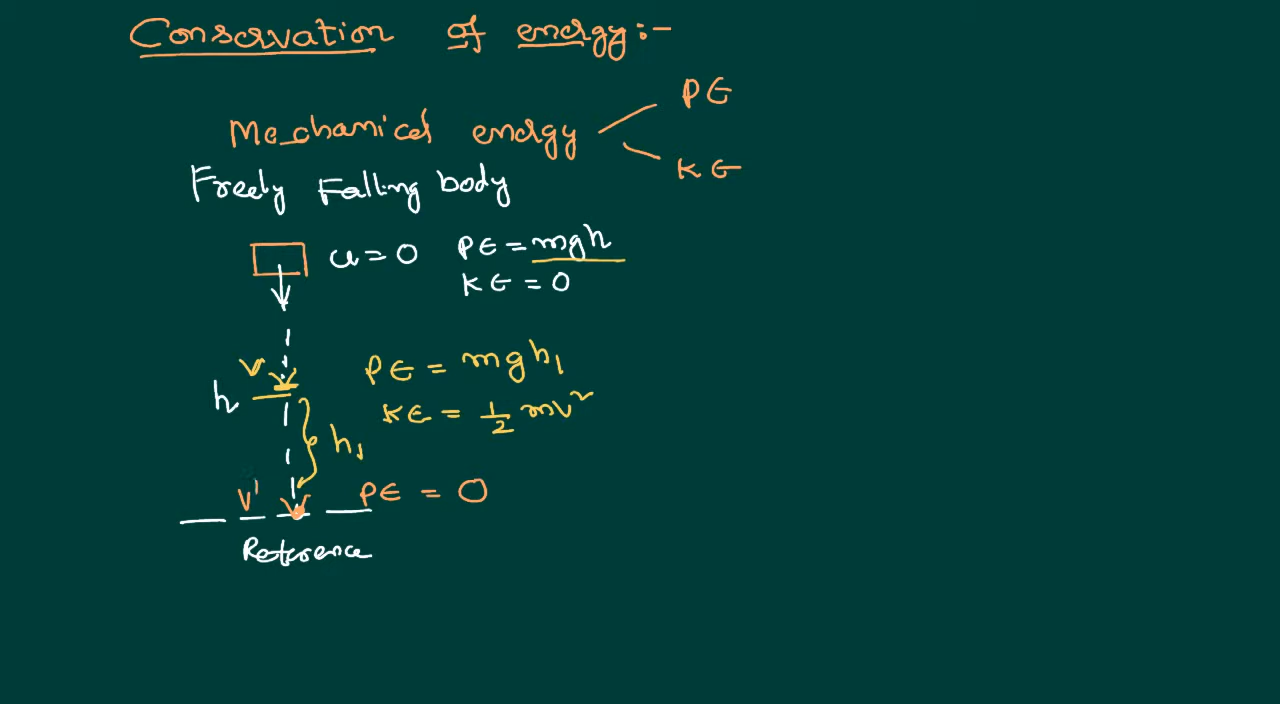 Conservation of energy:-
PE
Mechanical energy
KE
Freely Falling body
u = 0 PE = mgh
KE = 0
v PE = mgh₁
h KE = 1/2 mv²
h₁
v' PE = 0
Reference